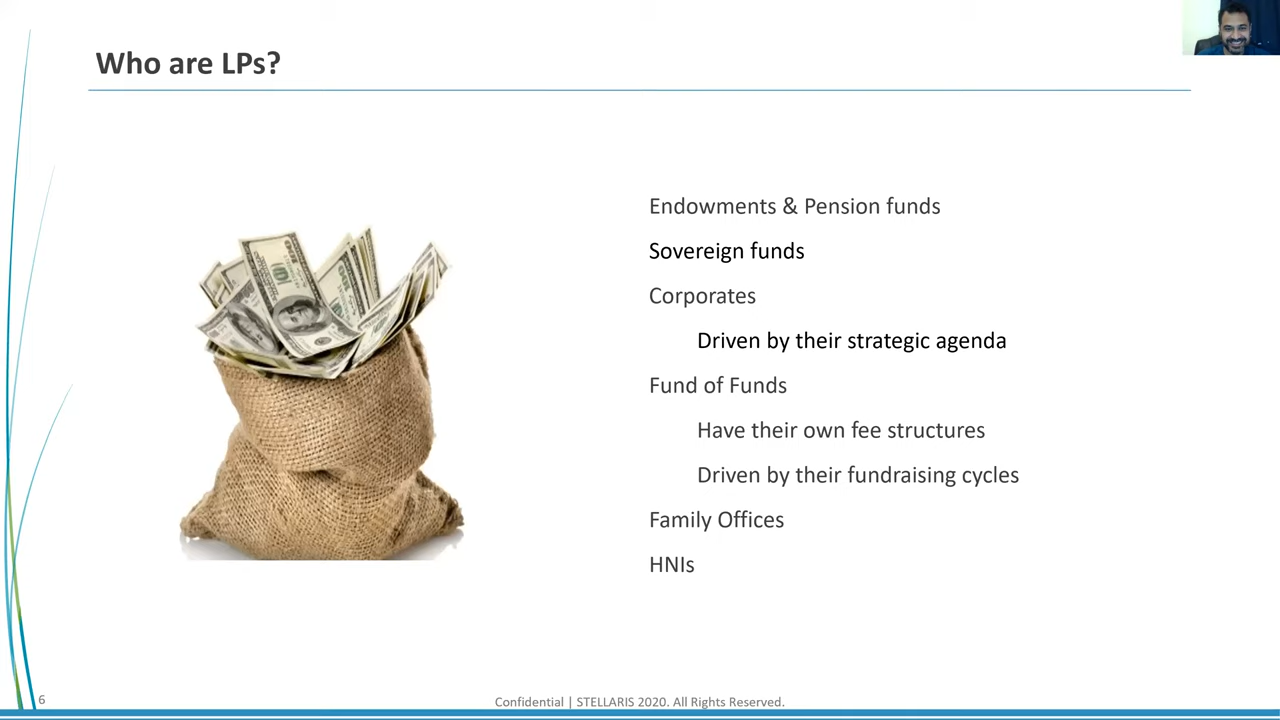 Who are LPs?
Endowments & Pension funds
Sovereign funds
Corporates
Driven by their strategic agenda
Fund of Funds
Have their own fee structures
Driven by their fundraising cycles
Family Offices
HNIs
6
Confidential | STELLARIS 2020. All Rights Reserved.